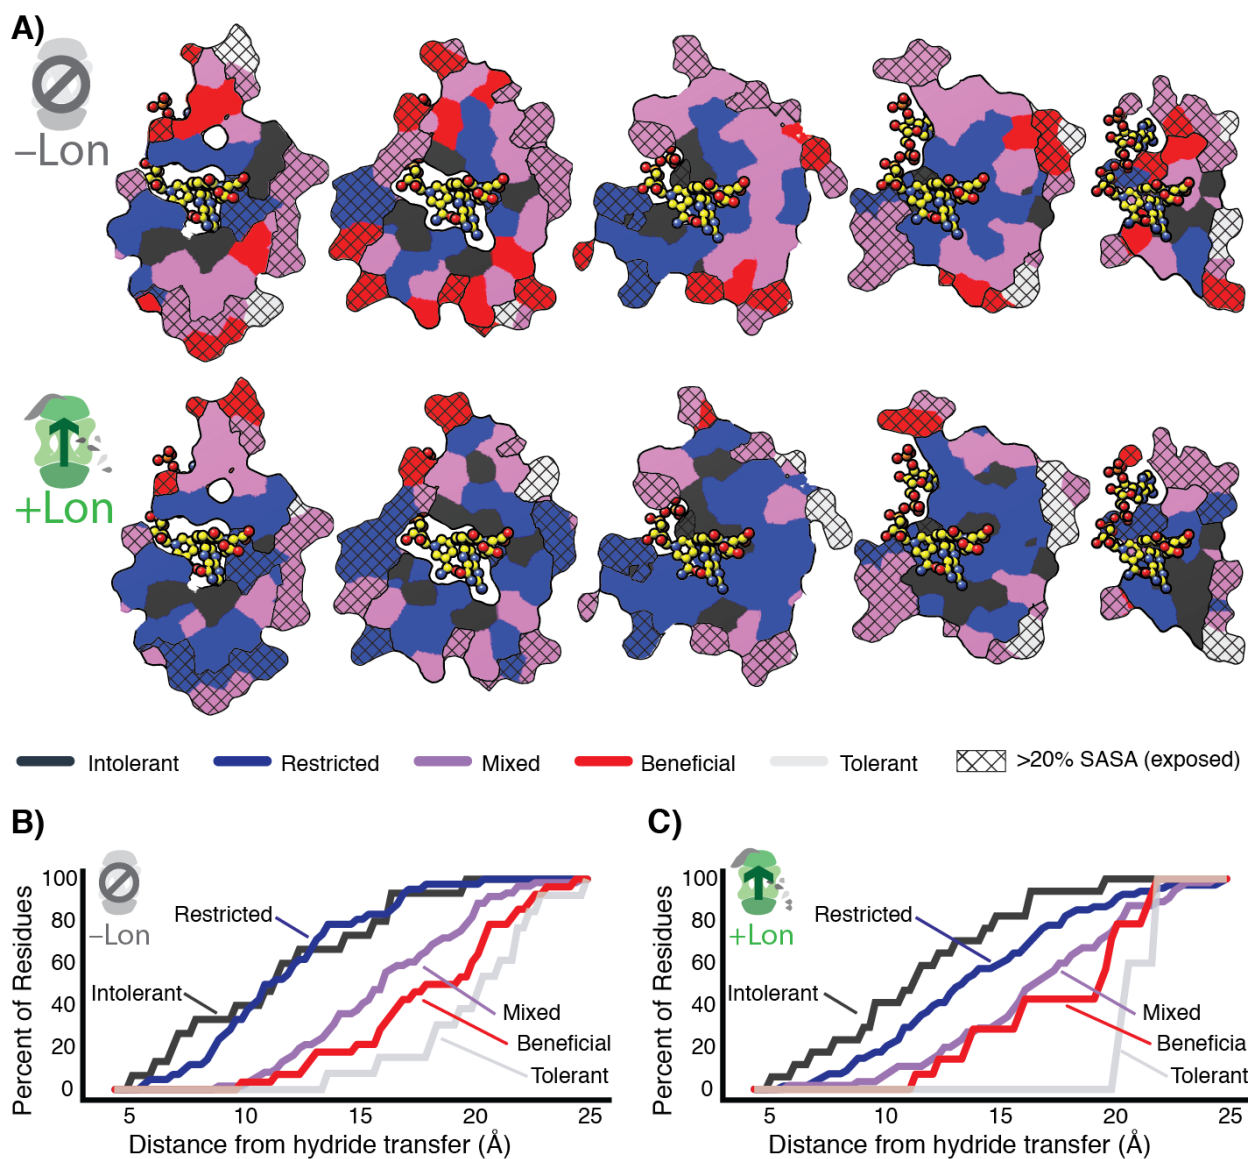 A)
–Lon
+Lon
Intolerant
Restricted
Mixed
Beneficial
Tolerant
>20% SASA (exposed)
B)
Percent of Residues
100
80
60
40
20
0
–Lon
Restricted
Intolerant
Mixed
Beneficial
Tolerant
5
10
15
20
25
Distance from hydride transfer (Å)
C)
Percent of Residues
100
80
60
40
20
0
+Lon
Restricted
Intolerant
Mixed
Beneficia
Tolerant
5
10
15
20
25
Distance from hydride transfer (Å)